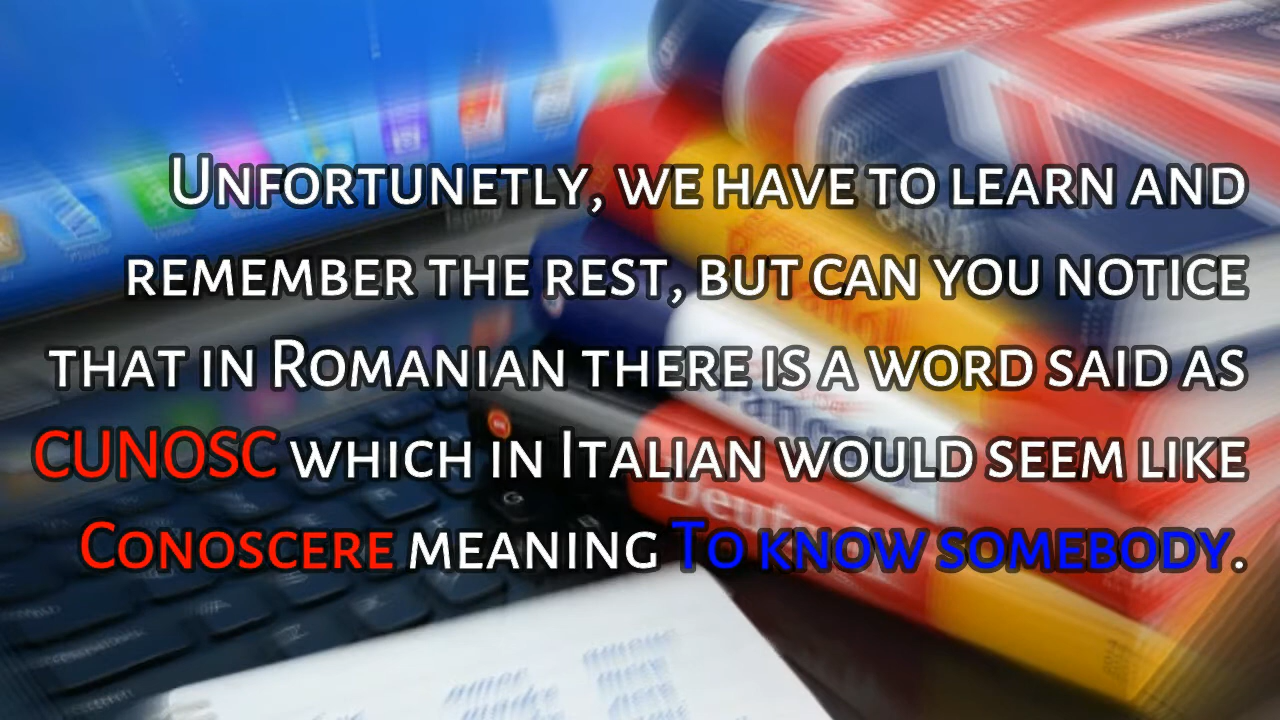 Unfortunetly, we have to learn and
remember the rest, but can you notice
that in Romanian there is a word said as
CUNOSC which in Italian would seem like
Conoscere meaning To know somebody.
Deut